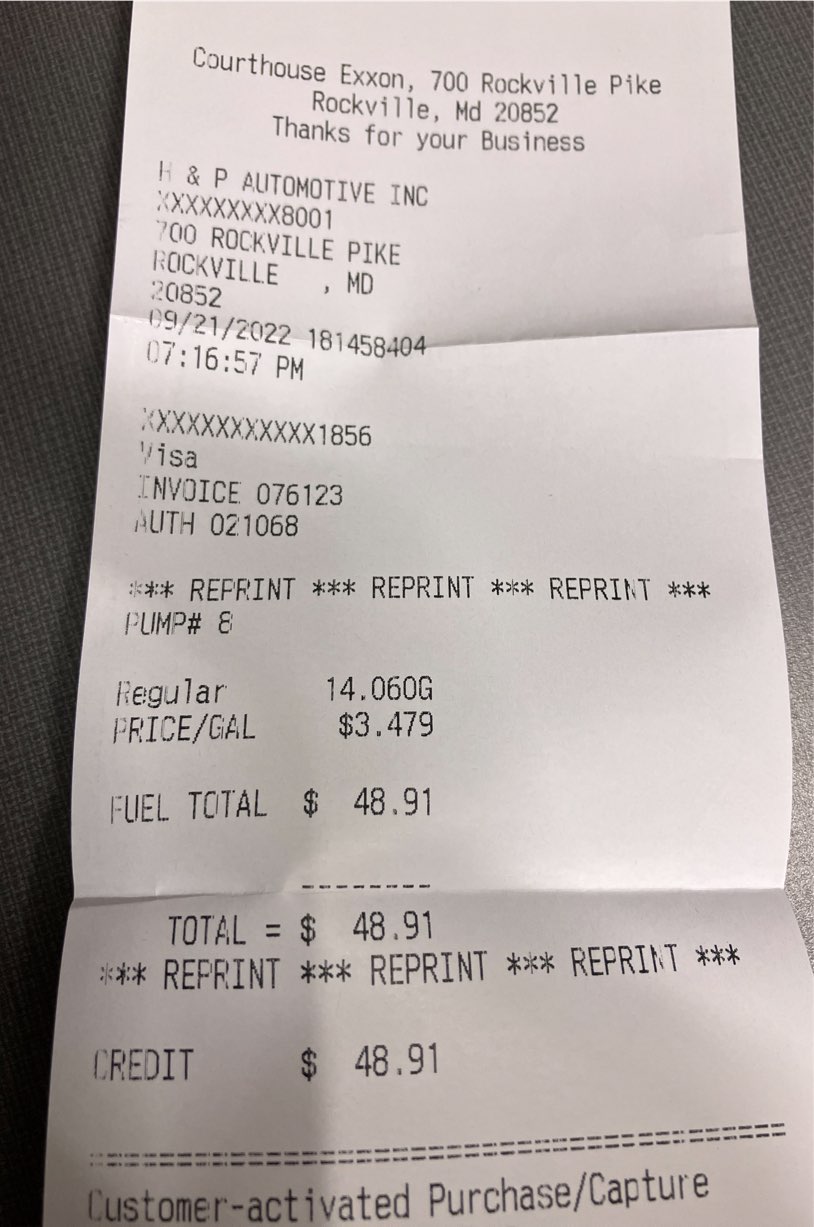 Courthouse Exxon, 700 Rockville Pike
Rockville, Md 20852
Thanks for your Business
H & P AUTOMOTIVE INC
XXXXXXXXX8001
700 ROCKVILLE PIKE
ROCKVILLE , MD
20852
09/21/2022 181458404
07:16:57 PM
XXXXXXXXXXXX1856
Visa
INVOICE 076123
AUTH 021068
*** REPRINT *** REPRINT *** REPRINT ***
PUMP# 8
Regular 14.060G
PRICE/GAL $3.479
FUEL TOTAL $ 48.91
--------
TOTAL = $ 48.91
*** REPRINT *** REPRINT *** REPRINT ***
CREDIT $ 48.91
=======================================
Customer-activated Purchase/Capture